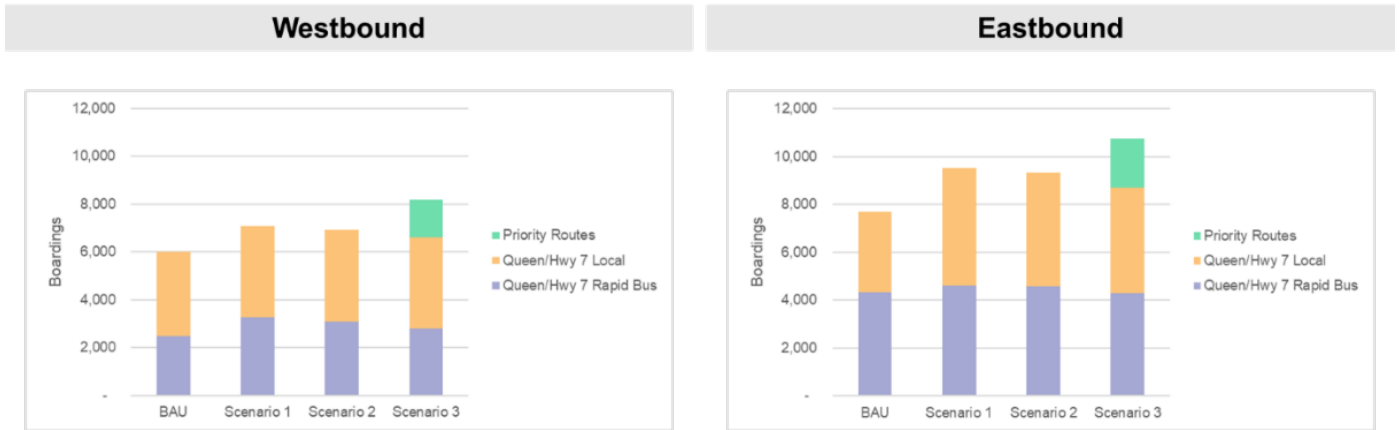 Westbound
Eastbound
12,000
10,000
8,000
6,000
4,000
2,000
-
Boardings
BAU
Scenario 1
Scenario 2
Scenario 3
Priority Routes
Queen/Hwy 7 Local
Queen/Hwy 7 Rapid Bus
12,000
10,000
8,000
6,000
4,000
2,000
-
Boardings
BAU
Scenario 1
Scenario 2
Scenario 3
Priority Routes
Queen/Hwy 7 Local
Queen/Hwy 7 Rapid Bus